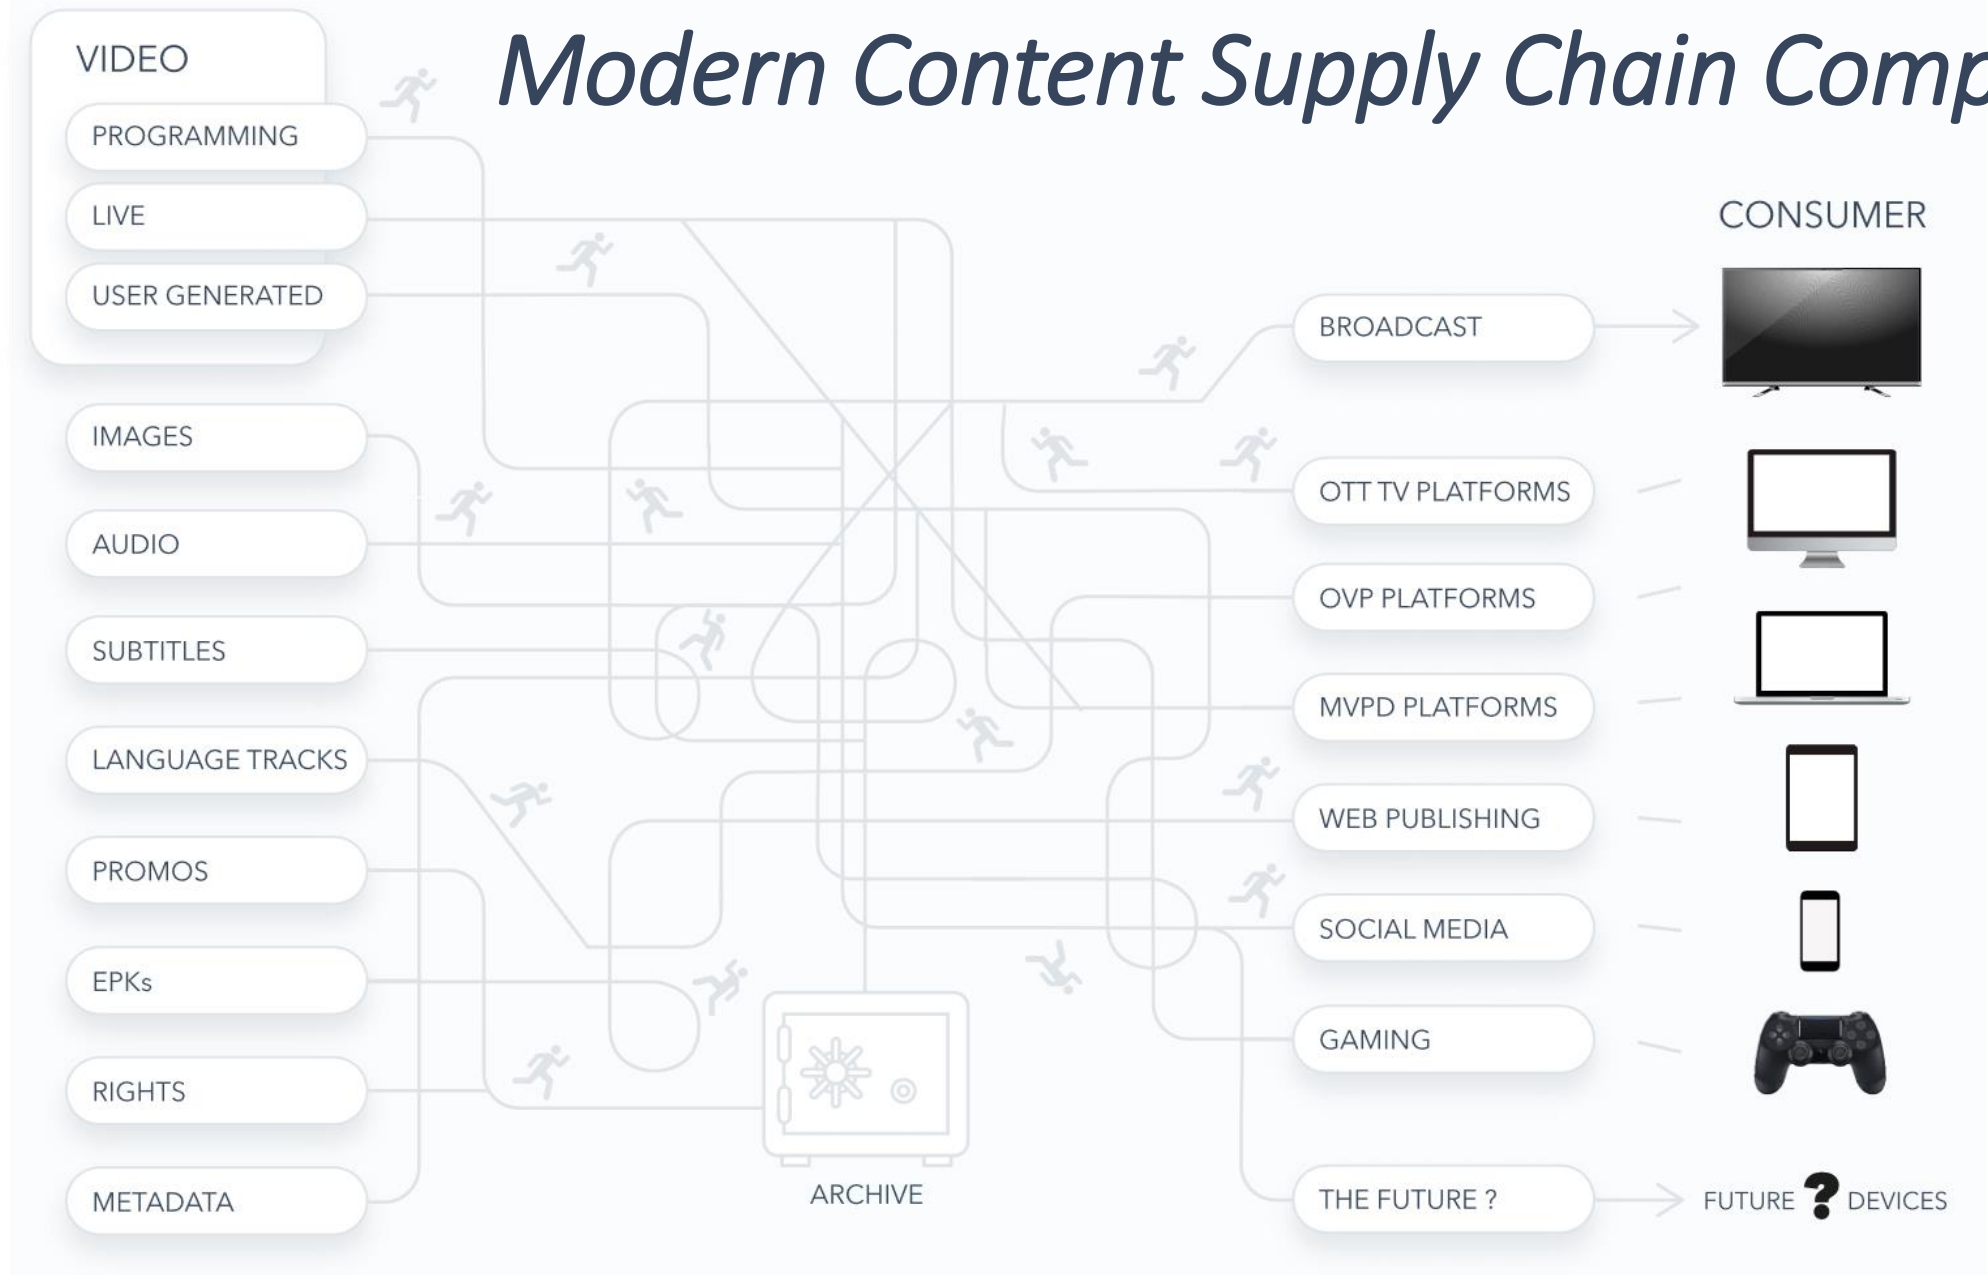 Modern Content Supply Chain Comp
VIDEO
PROGRAMMING
LIVE
USER GENERATED
IMAGES
AUDIO
SUBTITLES
LANGUAGE TRACKS
PROMOS
EPKs
RIGHTS
METADATA
ARCHIVE
BROADCAST
OTT TV PLATFORMS
OVP PLATFORMS
MVPD PLATFORMS
WEB PUBLISHING
SOCIAL MEDIA
GAMING
THE FUTURE ?
CONSUMER
FUTURE ? DEVICES